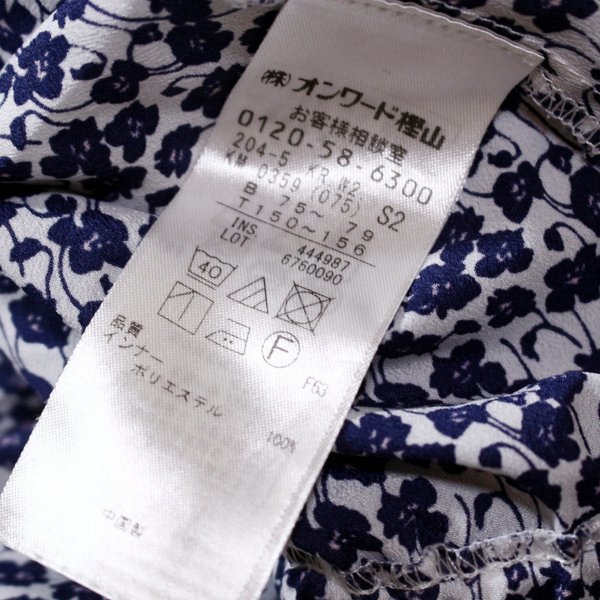 (株)オンワード樫山
お客様相談室
0120-58-6300
204-5 KR W2
KM 0359 (075) S2
B 75~ 79
T 150~156
INS 444987
LOT 6760090
40
F
品質
インナー
ポリエステル 100%
F63
中国製